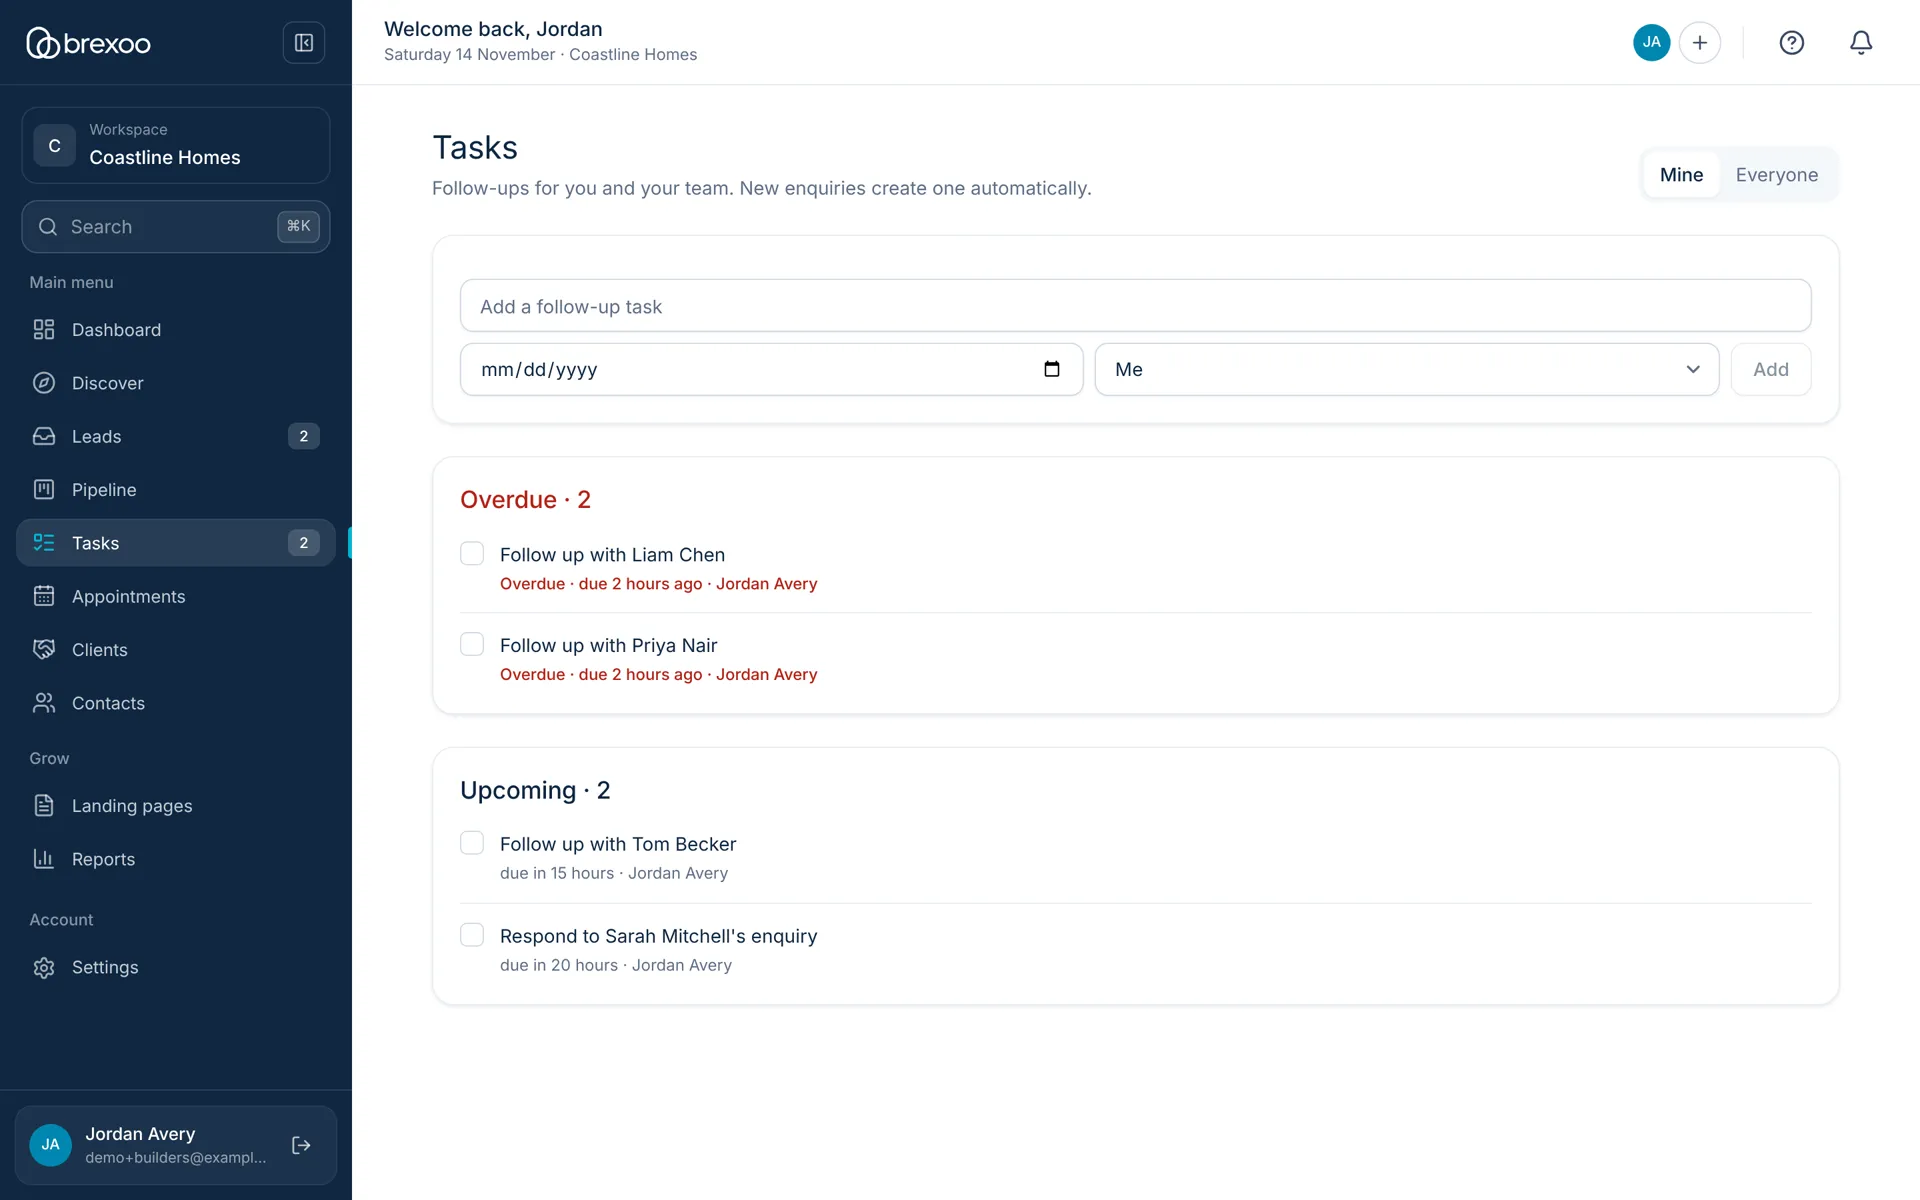 brexoo
Workspace
C
Coastline Homes
Search
⌘K
Main menu
Dashboard
Discover
Leads
2
Pipeline
Tasks
2
Appointments
Clients
Contacts
Grow
Landing pages
Reports
Account
Settings
JA
Jordan Avery
demo+builders@exampl...
Welcome back, Jordan
Saturday 14 November · Coastline Homes
JA
Tasks
Follow-ups for you and your team. New enquiries create one automatically.
Mine
Everyone
Add a follow-up task
mm/dd/yyyy
Me
Add
Overdue · 2
Follow up with Liam Chen
Overdue · due 2 hours ago · Jordan Avery
Follow up with Priya Nair
Overdue · due 2 hours ago · Jordan Avery
Upcoming · 2
Follow up with Tom Becker
due in 15 hours · Jordan Avery
Respond to Sarah Mitchell's enquiry
due in 20 hours · Jordan Avery